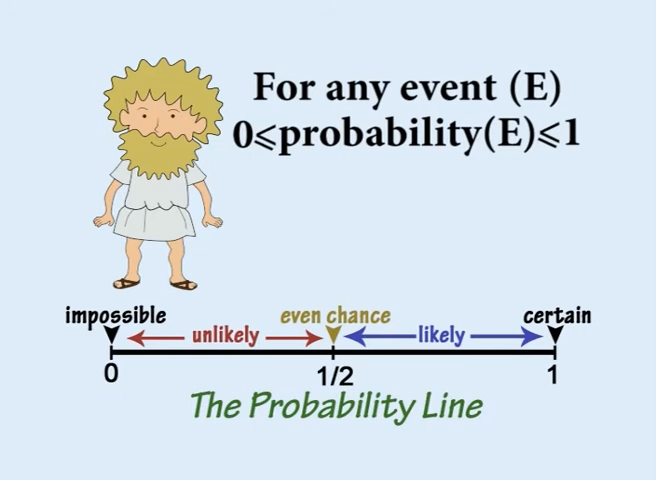 For any event (E)
0⩽probability(E)⩽1
impossible even chance certain
unlikely likely
0 1/2 1
The Probability Line